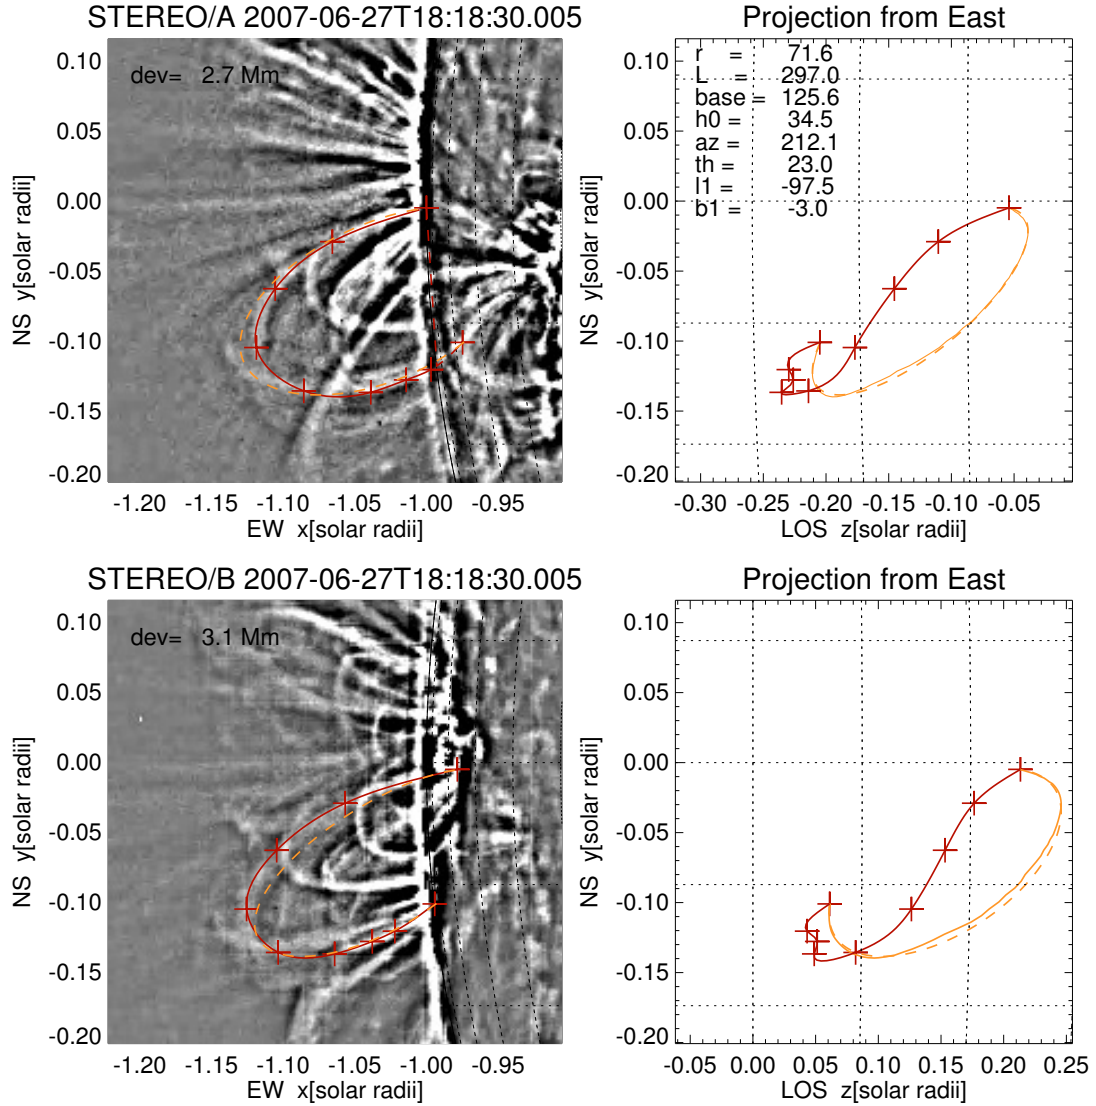 STEREO/A 2007-06-27T18:18:30.005
Projection from East
dev= 2.7 Mm
r = 71.6
L = 297.0
base = 125.6
h0 = 34.5
az = 212.1
th = 23.0
l1 = -97.5
b1 = -3.0
0.10
0.05
0.00
-0.05
-0.10
-0.15
-0.20
NS y[solar radii]
-1.20 -1.15 -1.10 -1.05 -1.00 -0.95
EW x[solar radii]
0.10
0.05
0.00
-0.05
-0.10
-0.15
-0.20
NS y[solar radii]
-0.30 -0.25 -0.20 -0.15 -0.10 -0.05
LOS z[solar radii]
STEREO/B 2007-06-27T18:18:30.005
Projection from East
dev= 3.1 Mm
0.10
0.05
0.00
-0.05
-0.10
-0.15
-0.20
NS y[solar radii]
-1.20 -1.15 -1.10 -1.05 -1.00 -0.95
EW x[solar radii]
0.10
0.05
0.00
-0.05
-0.10
-0.15
-0.20
NS y[solar radii]
-0.05 0.00 0.05 0.10 0.15 0.20 0.25
LOS z[solar radii]